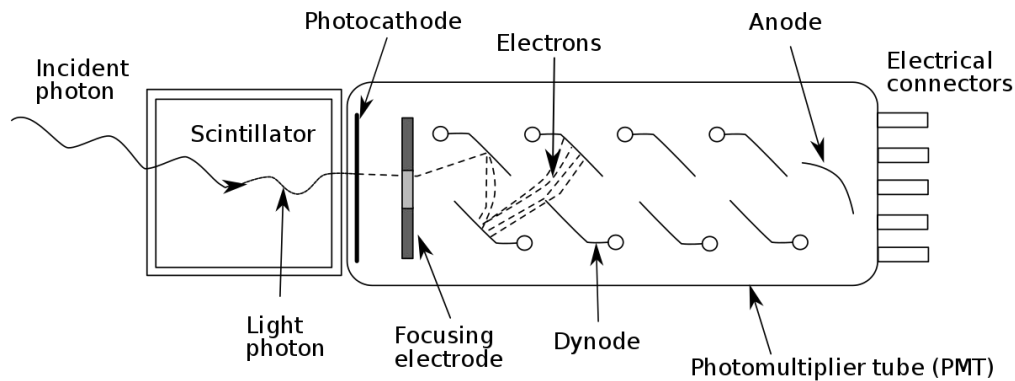 Photocathode
Anode
Electrons
Electrical
connectors
Incident
photon
Scintillator
Light
photon
Focusing
electrode
Dynode
Photomultiplier tube (PMT)